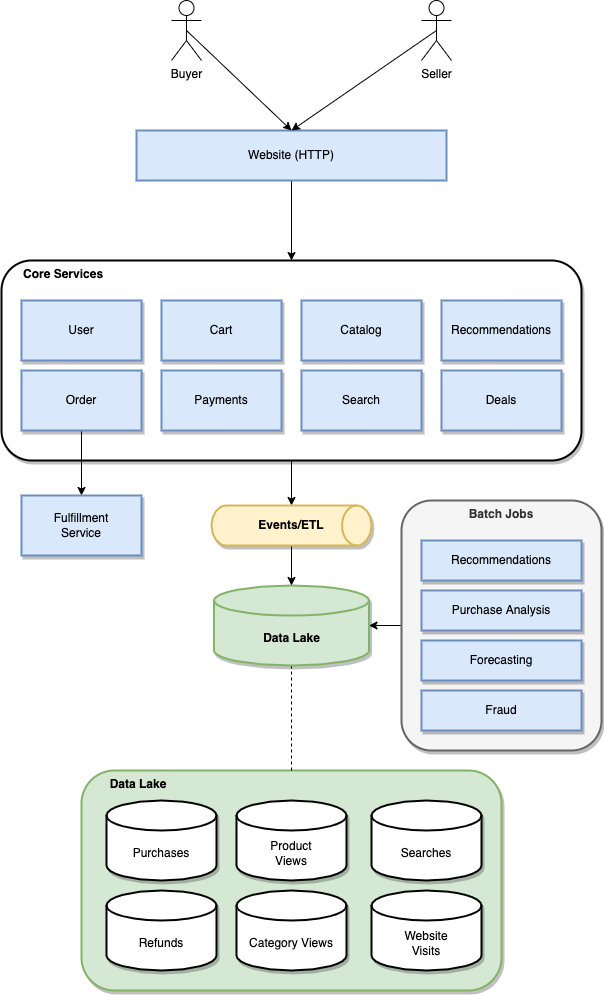 Buyer
Seller
Website (HTTP)
Core Services
User
Cart
Catalog
Recommendations
Order
Payments
Search
Deals
Fulfillment
Service
Events/ETL
Batch Jobs
Recommendations
Purchase Analysis
Forecasting
Fraud
Data Lake
Data Lake
Purchases
Product
Views
Searches
Refunds
Category Views
Website
Visits